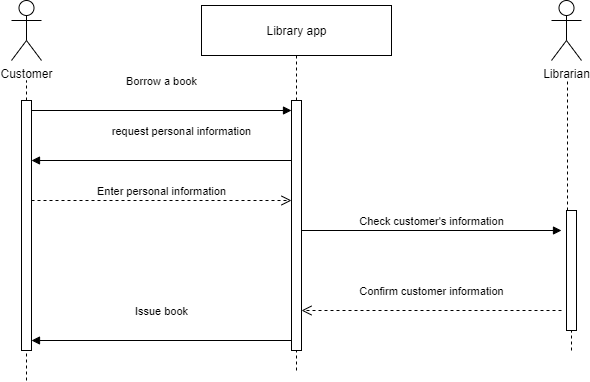 Library app
Customer
Librarian
Borrow a book
request personal information
Enter personal information
Check customer's information
Confirm customer information
Issue book